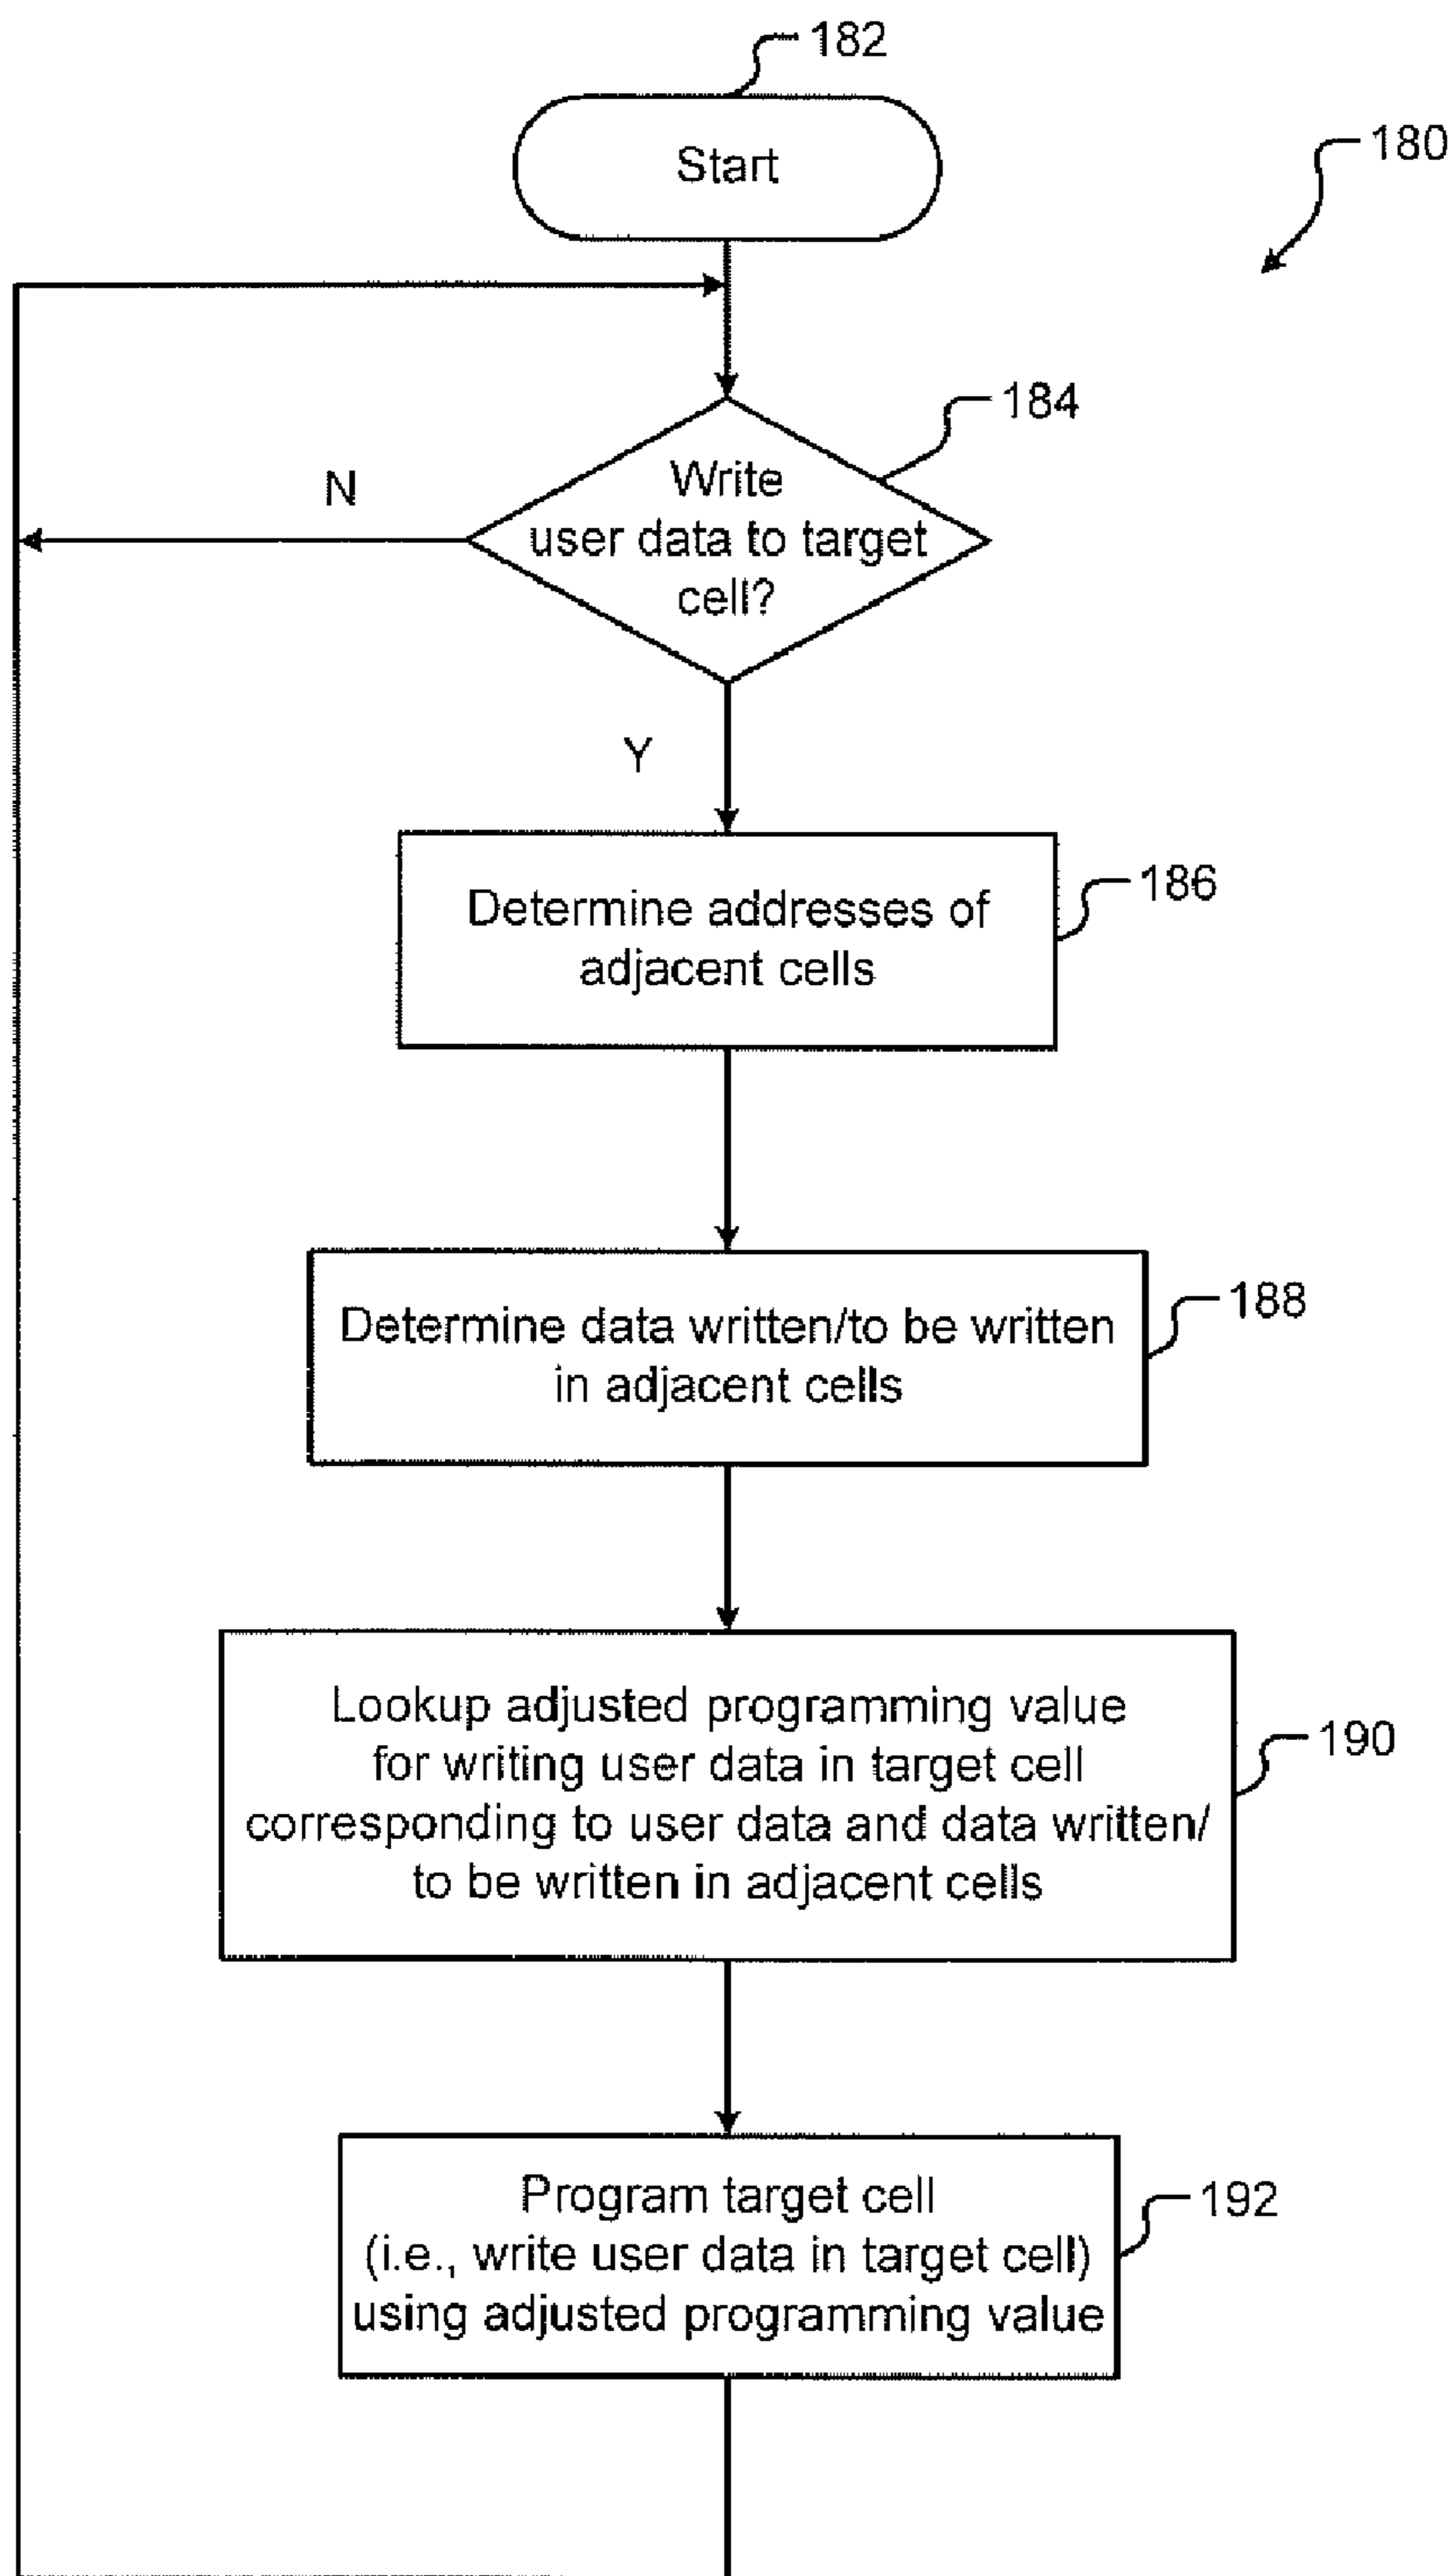 182
Start
180
184
Write
user data to target
cell?
N
Y
Determine addresses of
adjacent cells
186
Determine data written/to be written
in adjacent cells
188
Lookup adjusted programming value
for writing user data in target cell
corresponding to user data and data written/
to be written in adjacent cells
190
Program target cell
(i.e., write user data in target cell)
using adjusted programming value
192